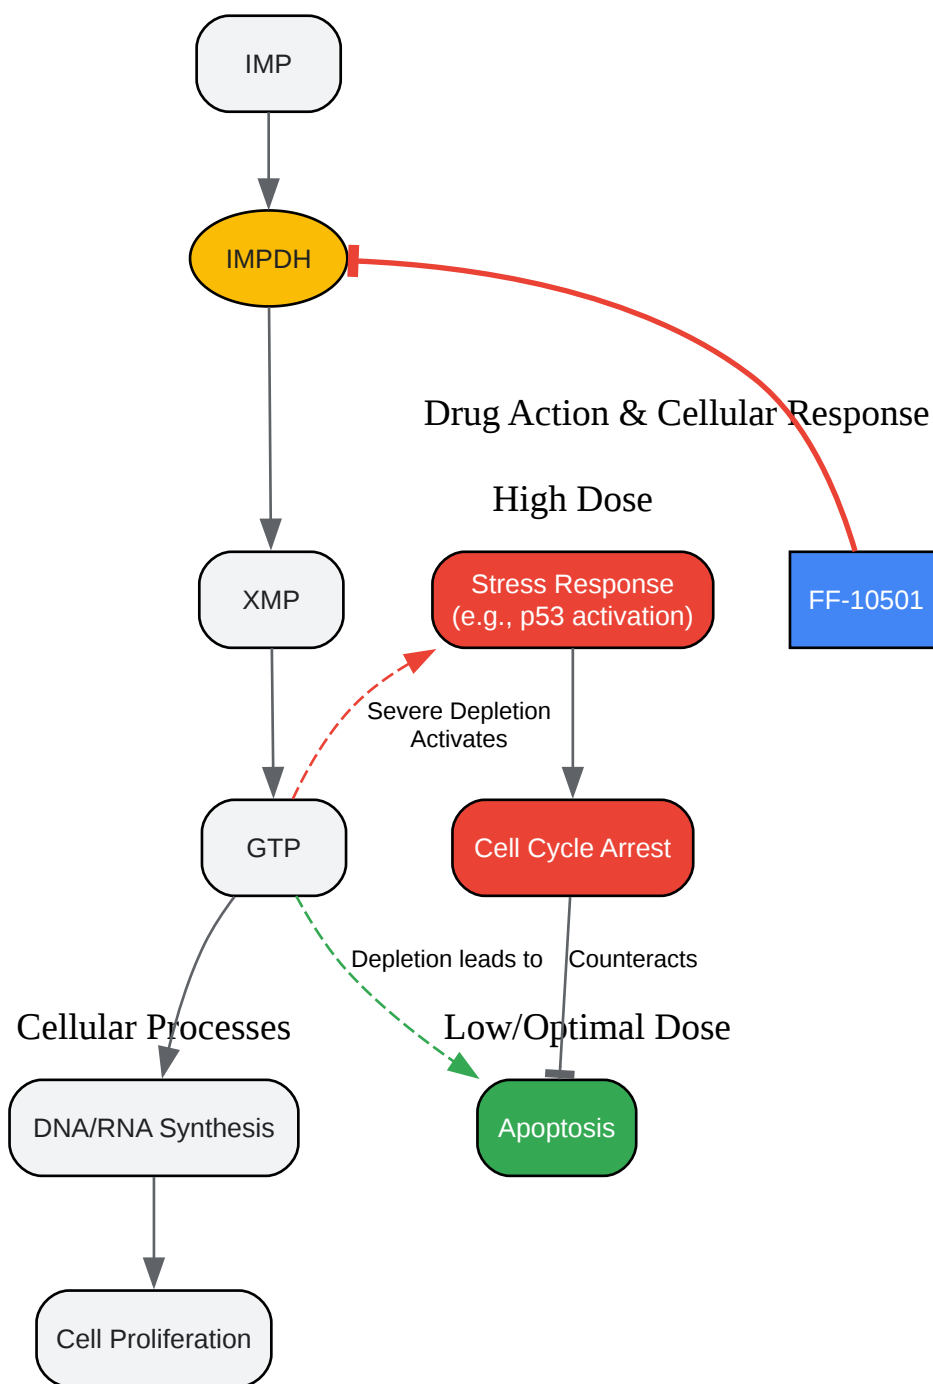 IMP
IMPDH
Drug Action & Cellular Response
High Dose
XMP
Stress Response
(e.g., p53 activation)
FF-10501
Severe Depletion
Activates
GTP
Cell Cycle Arrest
Depletion leads to
Counteracts
Cellular Processes
Low/Optimal Dose
DNA/RNA Synthesis
Apoptosis
Cell Proliferation